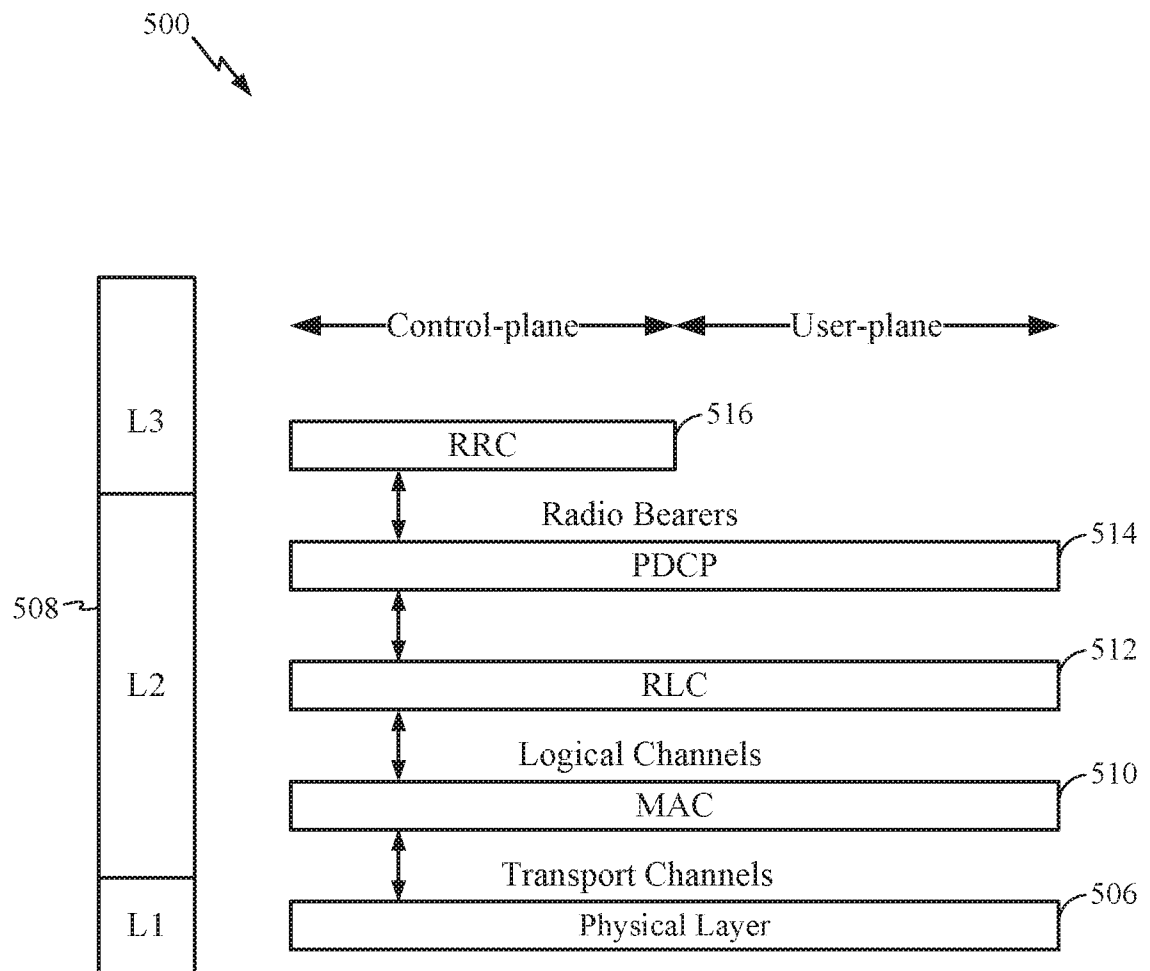 500
Control-plane
User-plane
L3
516
RRC
Radio Bearers
514
PDCP
508
L2
512
RLC
Logical Channels
510
MAC
Transport Channels
506
L1
Physical Layer